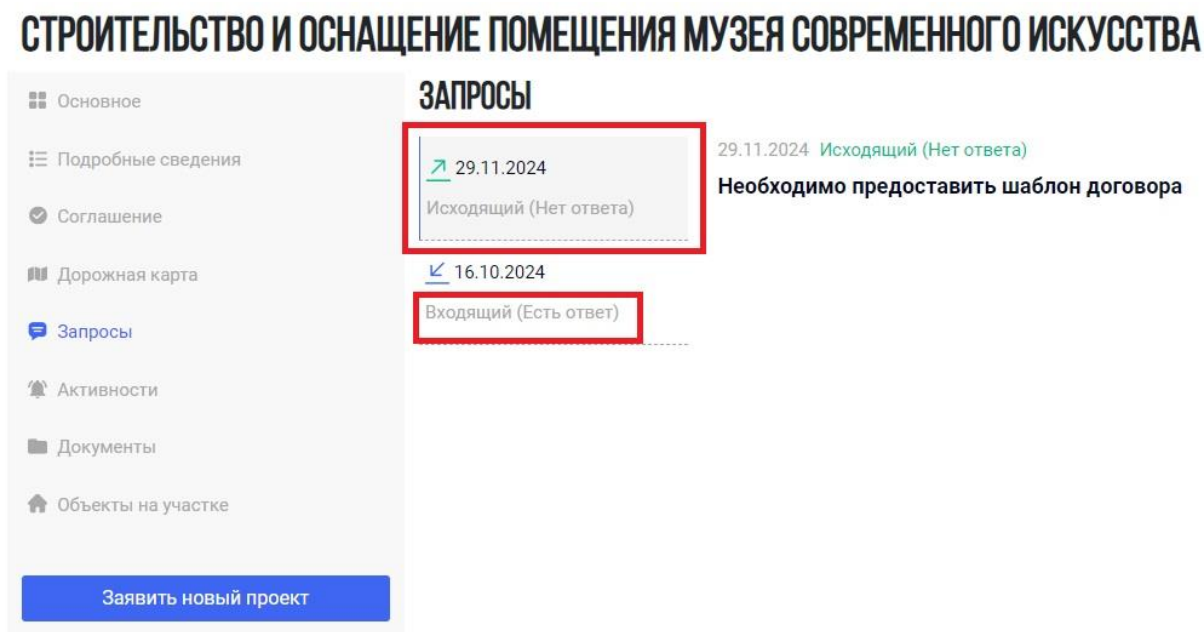 СТРОИТЕЛЬСТВО И ОСНАЩЕНИЕ ПОМЕЩЕНИЯ МУЗЕЯ СОВРЕМЕННОГО ИСКУССТВА
Основное
Подробные сведения
Соглашение
Дорожная карта
Запросы
Активности
Документы
Объекты на участке
Заявить новый проект
ЗАПРОСЫ
29.11.2024
Исходящий (Нет ответа)
16.10.2024
Входящий (Есть ответ)
29.11.2024 Исходящий (Нет ответа)
Необходимо предоставить шаблон договора